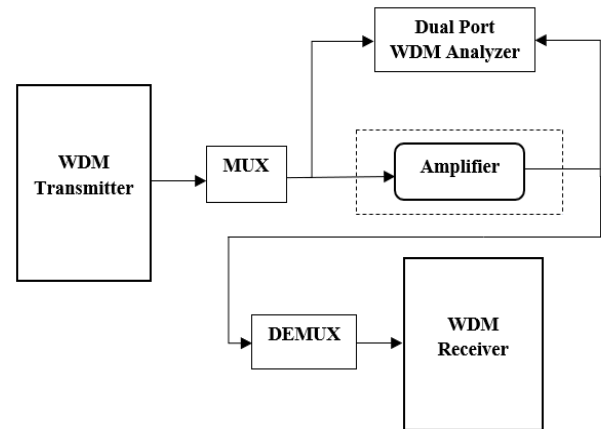 Dual Port
WDM Analyzer
WDM
Transmitter
MUX
Amplifier
DEMUX
WDM
Receiver